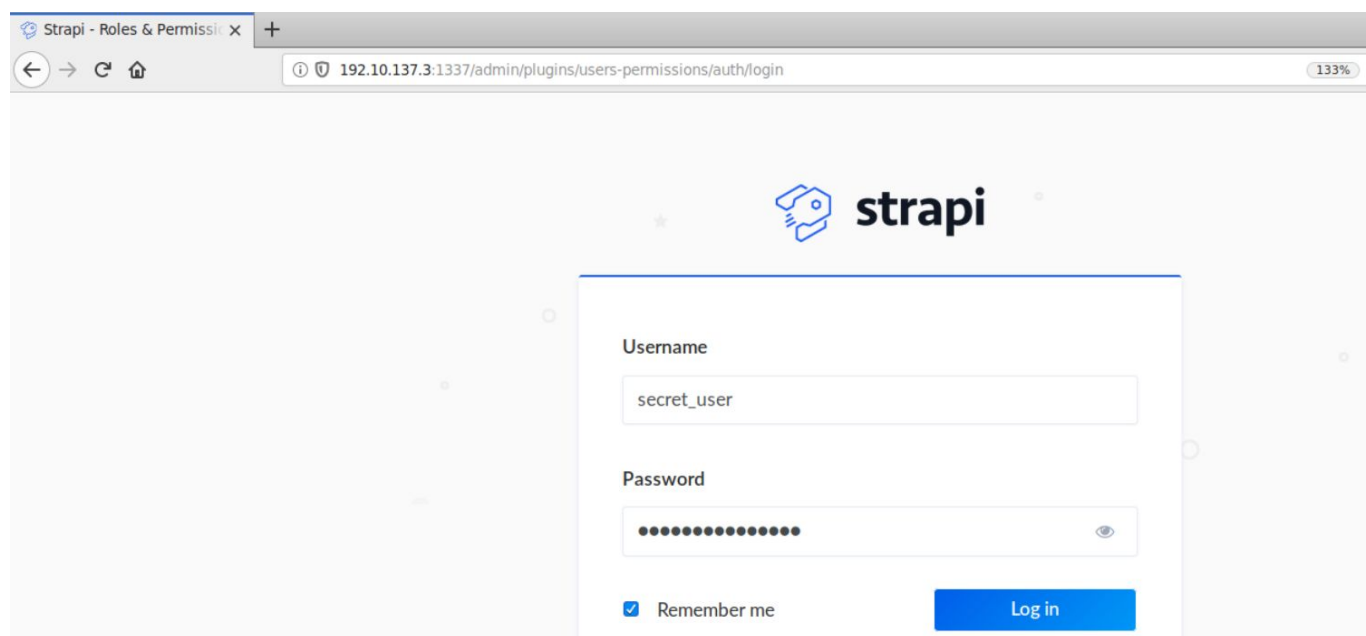 Strapi - Roles & Permissic
192.10.137.3:1337/admin/plugins/users-permissions/auth/login
133%
strapi
Username
secret_user
Password
Remember me
Log in